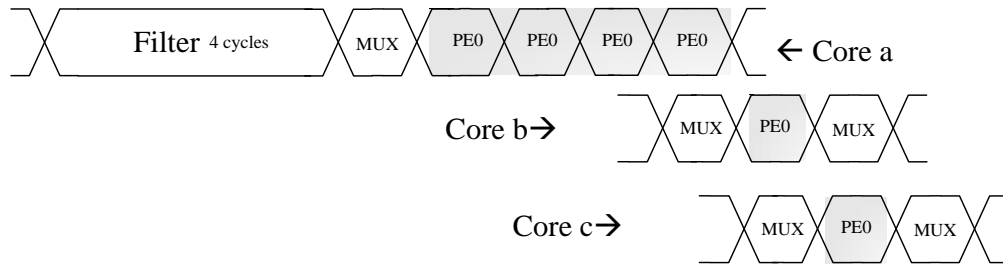 Filter 4 cycles MUX PE0 PE0 PE0 PE0 ← Core a
Core b→ MUX PE0 MUX
Core c→ MUX PE0 MUX